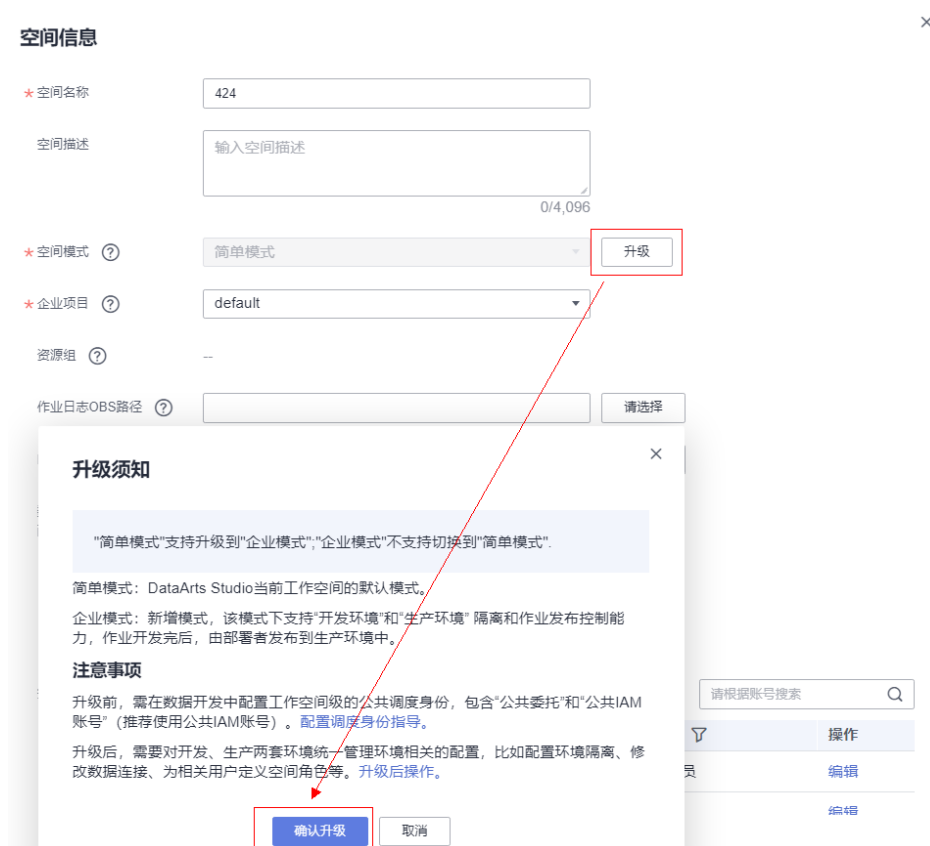 空间信息
* 空间名称
424
空间描述
输入空间描述
0/4,096
* 空间模式 ?
简单模式
升级
* 企业项目 ?
default
资源组 ?
--
作业日志OBS路径 ?
请选择
升级须知
"简单模式"支持升级到"企业模式";"企业模式"不支持切换到"简单模式".
简单模式：DataArts Studio当前工作空间的默认模式。
企业模式：新增模式，该模式下支持“开发环境”和“生产环境” 隔离和作业发布控制能
力，作业开发完后，由部署者发布到生产环境中。
注意事项
升级前，需在数据开发中配置工作空间级的公共调度身份，包含“公共委托”和“公共IAM
账号”（推荐使用公共IAM账号）。配置调度身份指导。
升级后，需要对开发、生产两套环境统一管理环境相关的配置，比如配置环境隔离、修
改数据连接、为相关用户定义空间角色等。升级后操作。
确认升级
取消
请根据账号搜索
操作
员
编辑
编辑